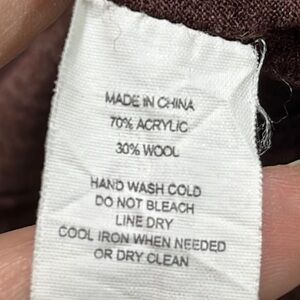 MADE IN CHINA
70% ACRYLIC
30% WOOL
HAND WASH COLD
DO NOT BLEACH
LINE DRY
COOL IRON WHEN NEEDED
OR DRY CLEAN